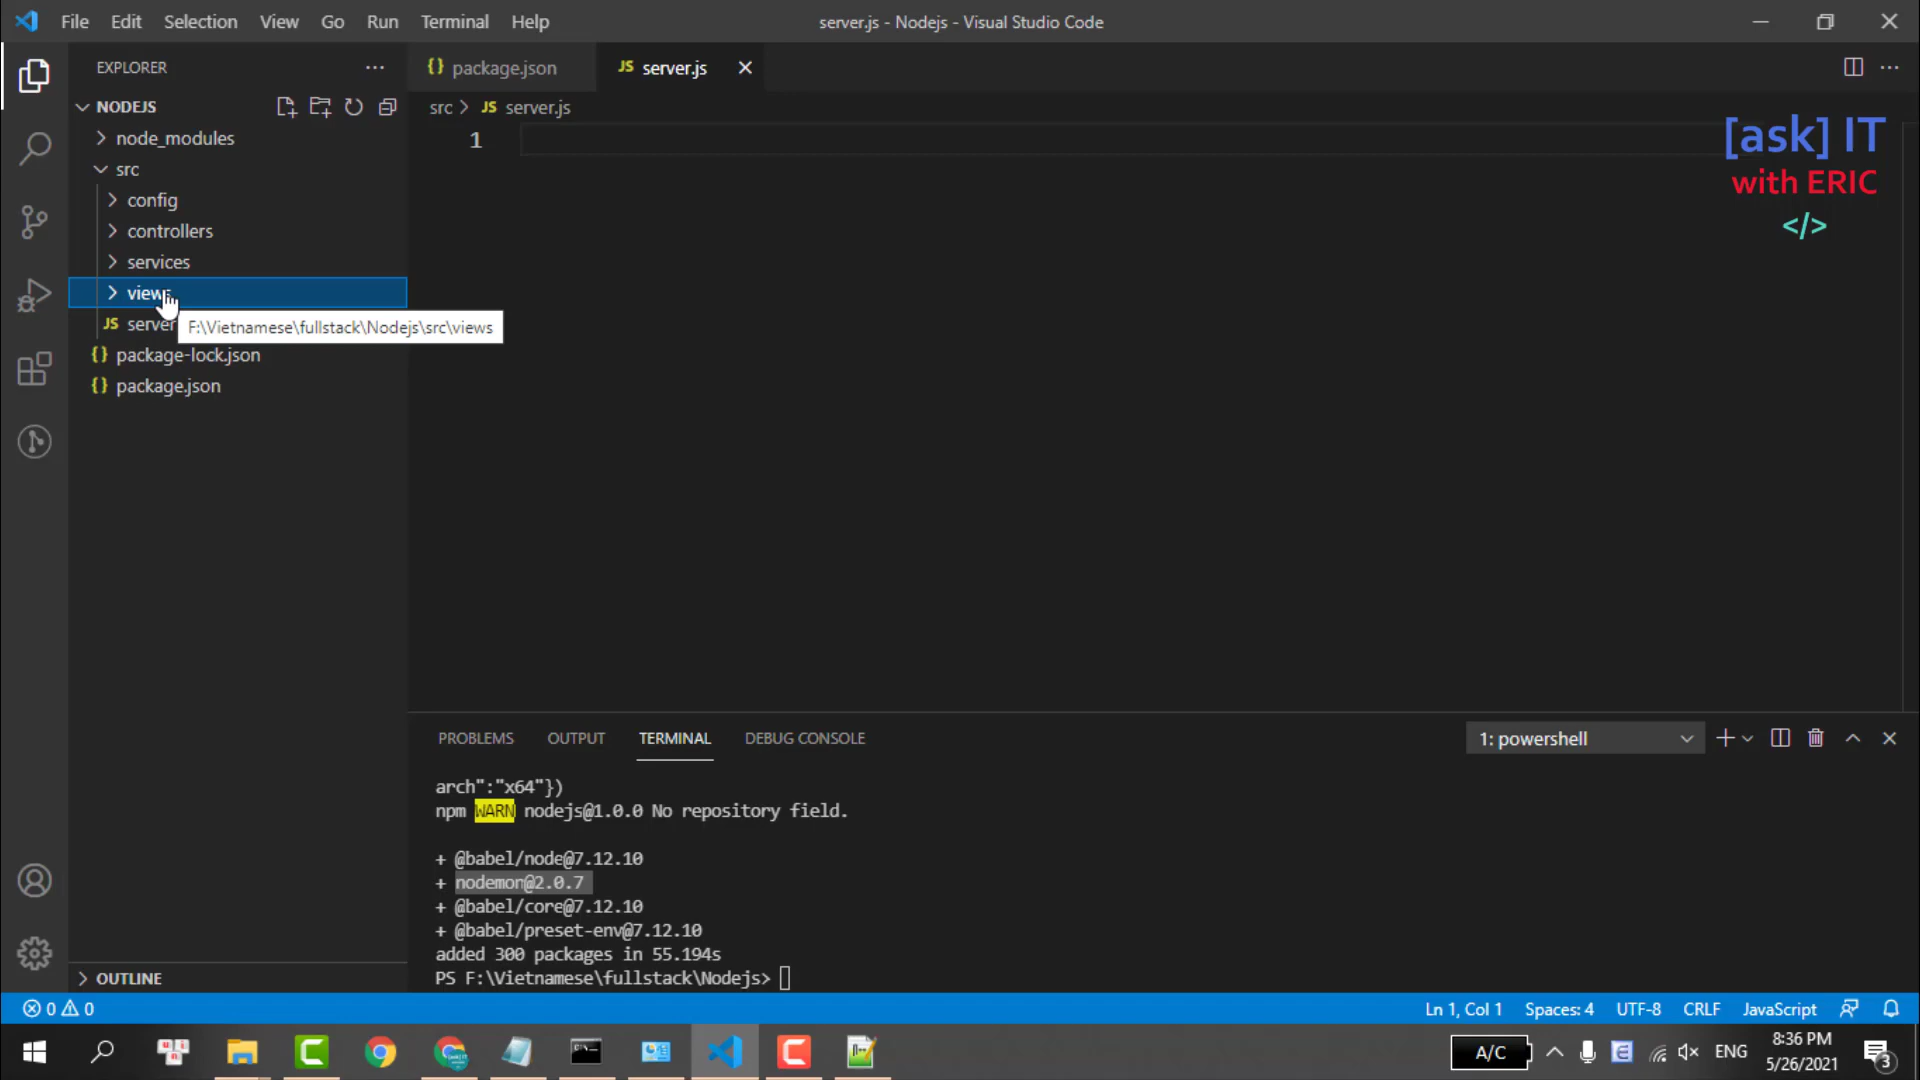 File Edit Selection View Go Run Terminal Help
server.js - Nodejs - Visual Studio Code
EXPLORER
{} package.json
JS server.js
NODEJS
src > JS server.js
node_modules
1
src
config
controllers
services
views
JS server
F:\Vietnamese\fullstack\Nodejs\src\views
{} package-lock.json
{} package.json
[ask] IT
with ERIC
</>
PROBLEMS OUTPUT TERMINAL DEBUG CONSOLE
1: powershell
arch":"x64"})
npm WARN nodejs@1.0.0 No repository field.
+ @babel/node@7.12.10
+ nodemon@2.0.7
+ @babel/core@7.12.10
+ @babel/preset-env@7.12.10
added 300 packages in 55.194s
PS F:\Vietnamese\fullstack\Nodejs>
OUTLINE
0 0
Ln 1, Col 1 Spaces: 4 UTF-8 CRLF JavaScript
A/C
ENG
8:36 PM
5/26/2021
3